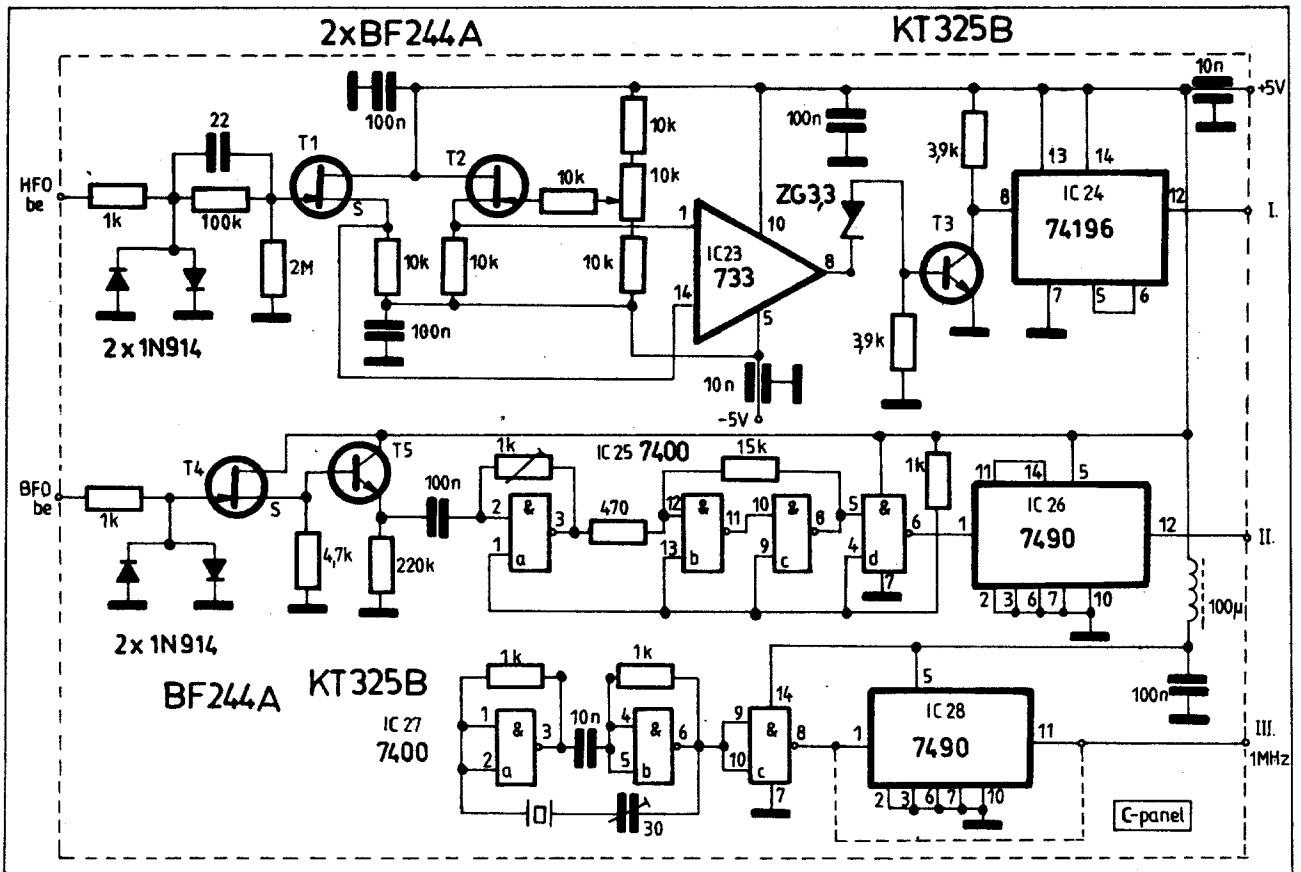 2xBF244A
KT325B
10n
+5V
100n
22
T1
T2
10k
10k
10k
100n
3,9k
13
14
HFO
be
1k
100k
S
2M
10k
10k
10k
1
14
IC23
733
10
8
5
ZG3,3
T3
8
IC 24
74196
12
I.
7
5
6
2 x 1N914
100n
10n
-5V
3,9k
T4
T5
1k
IC 25 7400
15k
1k
11
14
5
BFO
be
1k
S
4,7k
220k
100n
2
1
&
a
3
470
12
13
&
b
11
10
9
&
c
8
5
4
&
d
6
7
1
IC 26
7490
12
II.
2
3
6
7
10
100µ
2x 1N914
BF244A
KT325B
IC 27
7400
1k
1
2
&
a
3
10n
1k
4
5
&
b
6
30
14
9
10
&
c
8
7
1
5
IC 28
7490
11
2
3
6
7
10
100n
III.
1MHz
C-panel